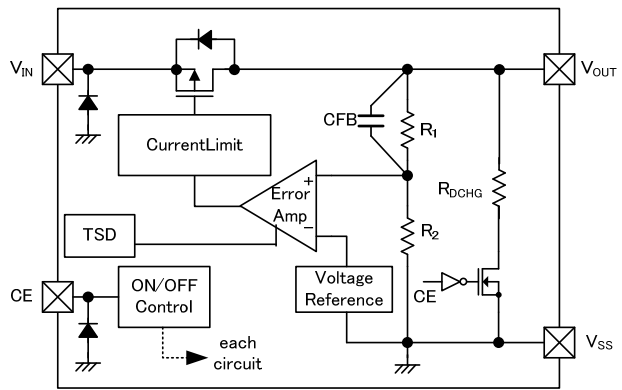 VIN
VOUT
CFB
R1
CurrentLimit
RDCHG
+
Error
Amp
−
TSD
R2
CE
ON/OFF
Control
Voltage
Reference
CE
each
circuit
VSS